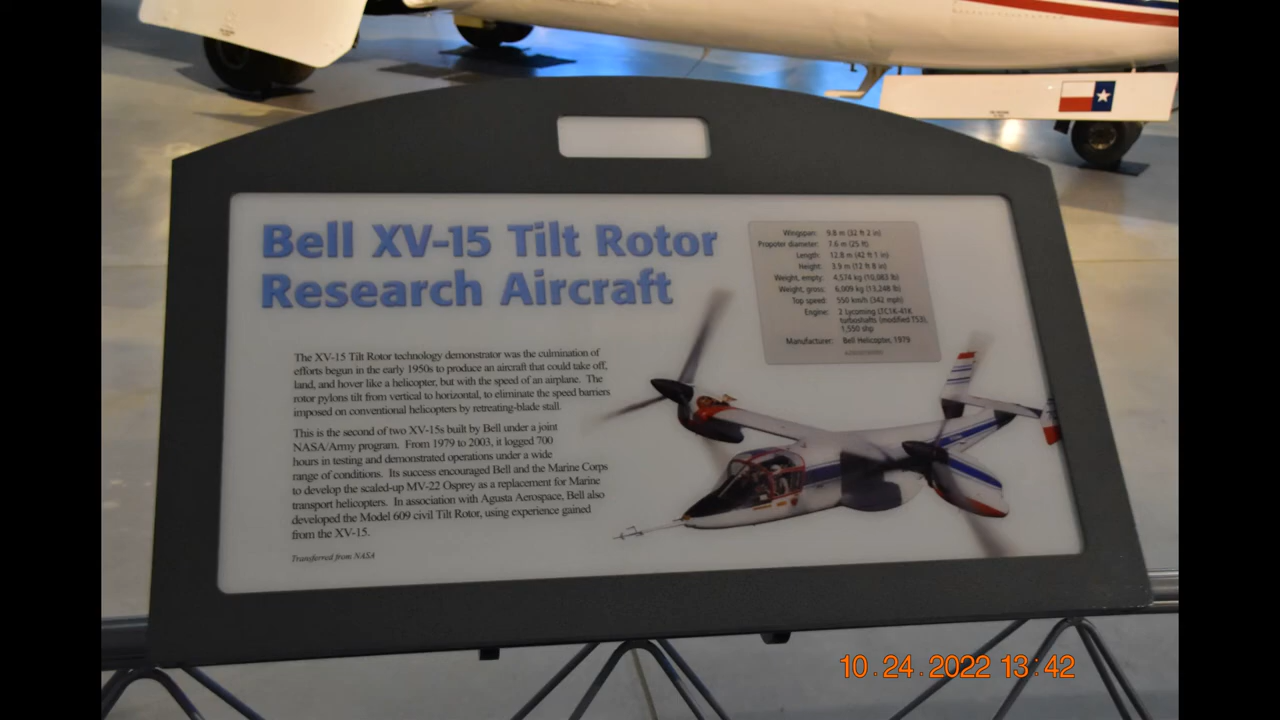 Bell XV-15 Tilt Rotor
Research Aircraft
Wingspan: 9.8 m (32 ft 2 in)
Propoter diameter: 7.6 m (25 ft)
Length: 12.8 m (42 ft 1 in)
Height: 3.9 m (12 ft 8 in)
Weight, empty: 4,574 kg (10,083 lb)
Weight, gross: 6,009 kg (13,248 lb)
Top speed: 550 km/h (342 mph)
Engine: 2 Lycoming LTC1K-41K
turboshafts (modified T53),
1,550 shp
Manufacturer: Bell Helicopter, 1979
The XV-15 Tilt Rotor technology demonstrator was the culmination of
efforts begun in the early 1950s to produce an aircraft that could take off,
land, and hover like a helicopter, but with the speed of an airplane. The
rotor pylons tilt from vertical to horizontal, to eliminate the speed barriers
imposed on conventional helicopters by retreating-blade stall.
This is the second of two XV-15s built by Bell under a joint
NASA/Army program. From 1979 to 2003, it logged 700
hours in testing and demonstrated operations under a wide
range of conditions. Its success encouraged Bell and the Marine Corps
to develop the scaled-up MV-22 Osprey as a replacement for Marine
transport helicopters. In association with Agusta Aerospace, Bell also
developed the Model 609 civil Tilt Rotor, using experience gained
from the XV-15.
Transferred from NASA
10.24.2022 13:42